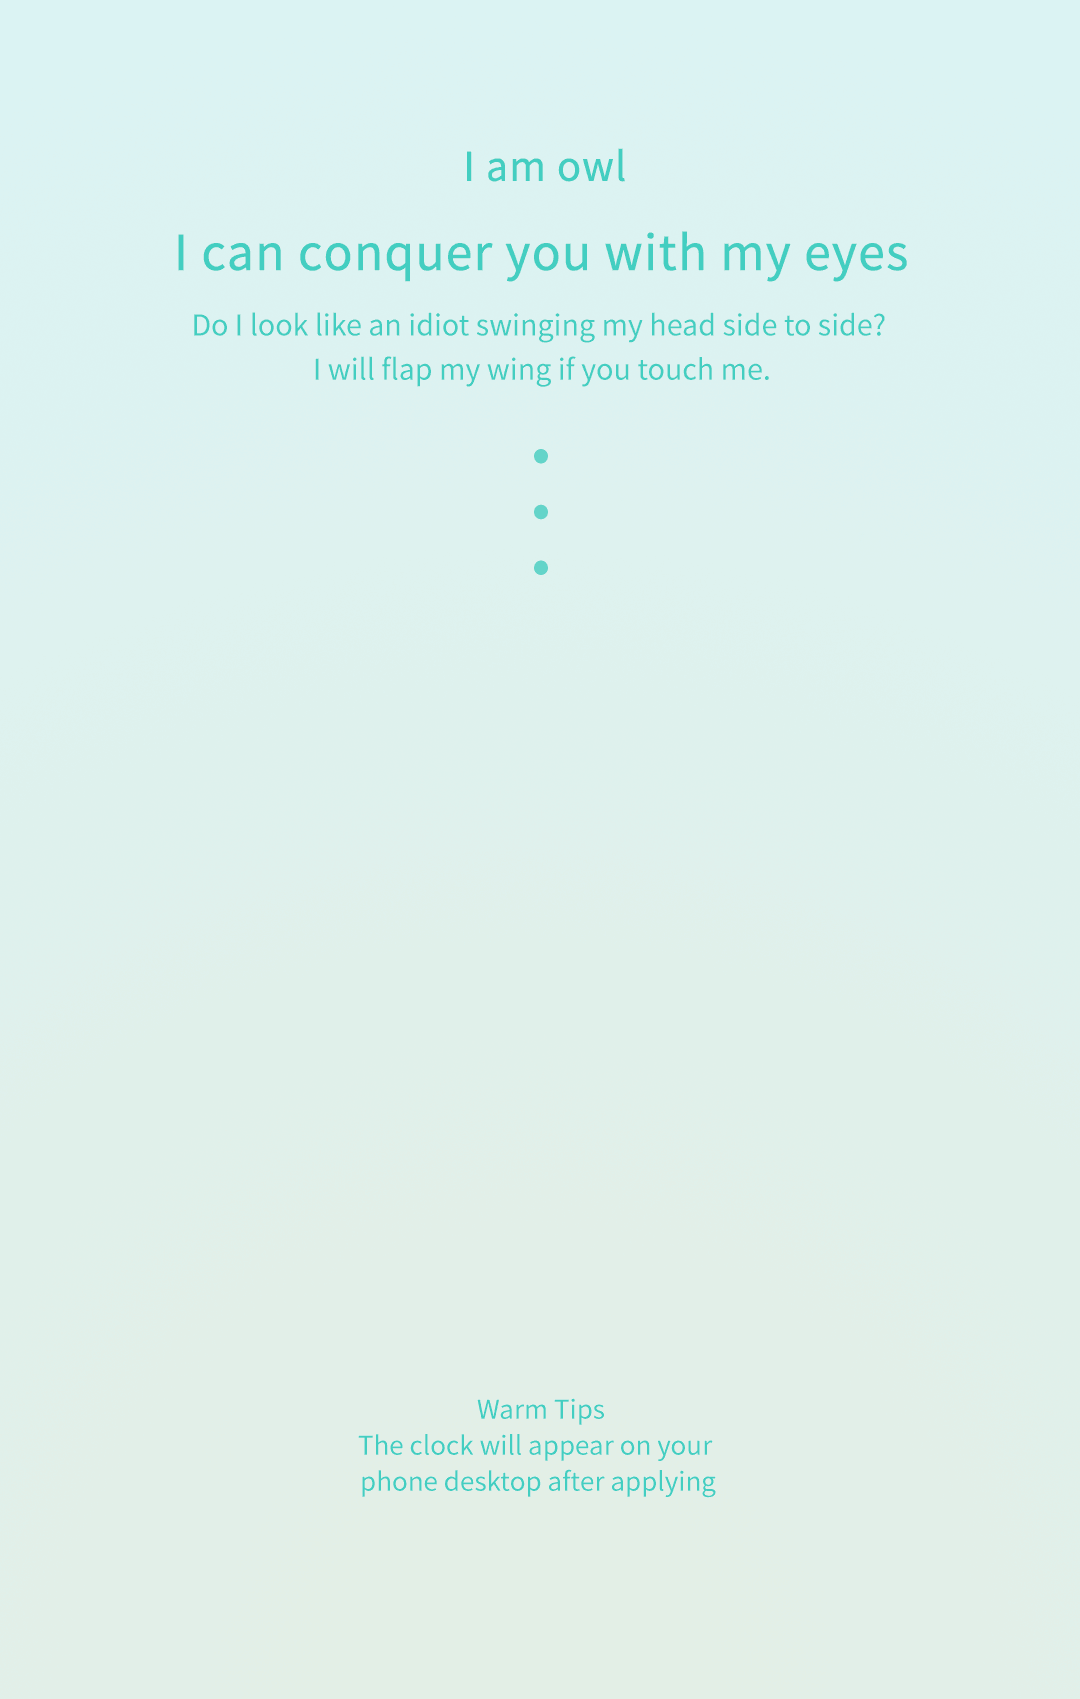 I am owl
I can conquer you with my eyes
Do I look like an idiot swinging my head side to side?
I will flap my wing if you touch me.
Warm Tips
The clock will appear on your
phone desktop after applying